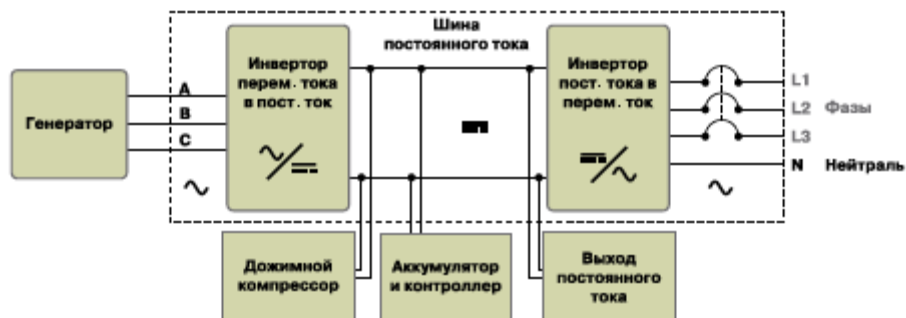 Шина
постоянного тока
Инвертор
перем. тока
в пост. ток
Инвертор
пост. тока в
перем. ток
Генератор
A
B
C
L1
L2 Фазы
L3
N Нейтраль
Дожимной
компрессор
Аккумулятор
и контроллер
Выход
постоянного
тока